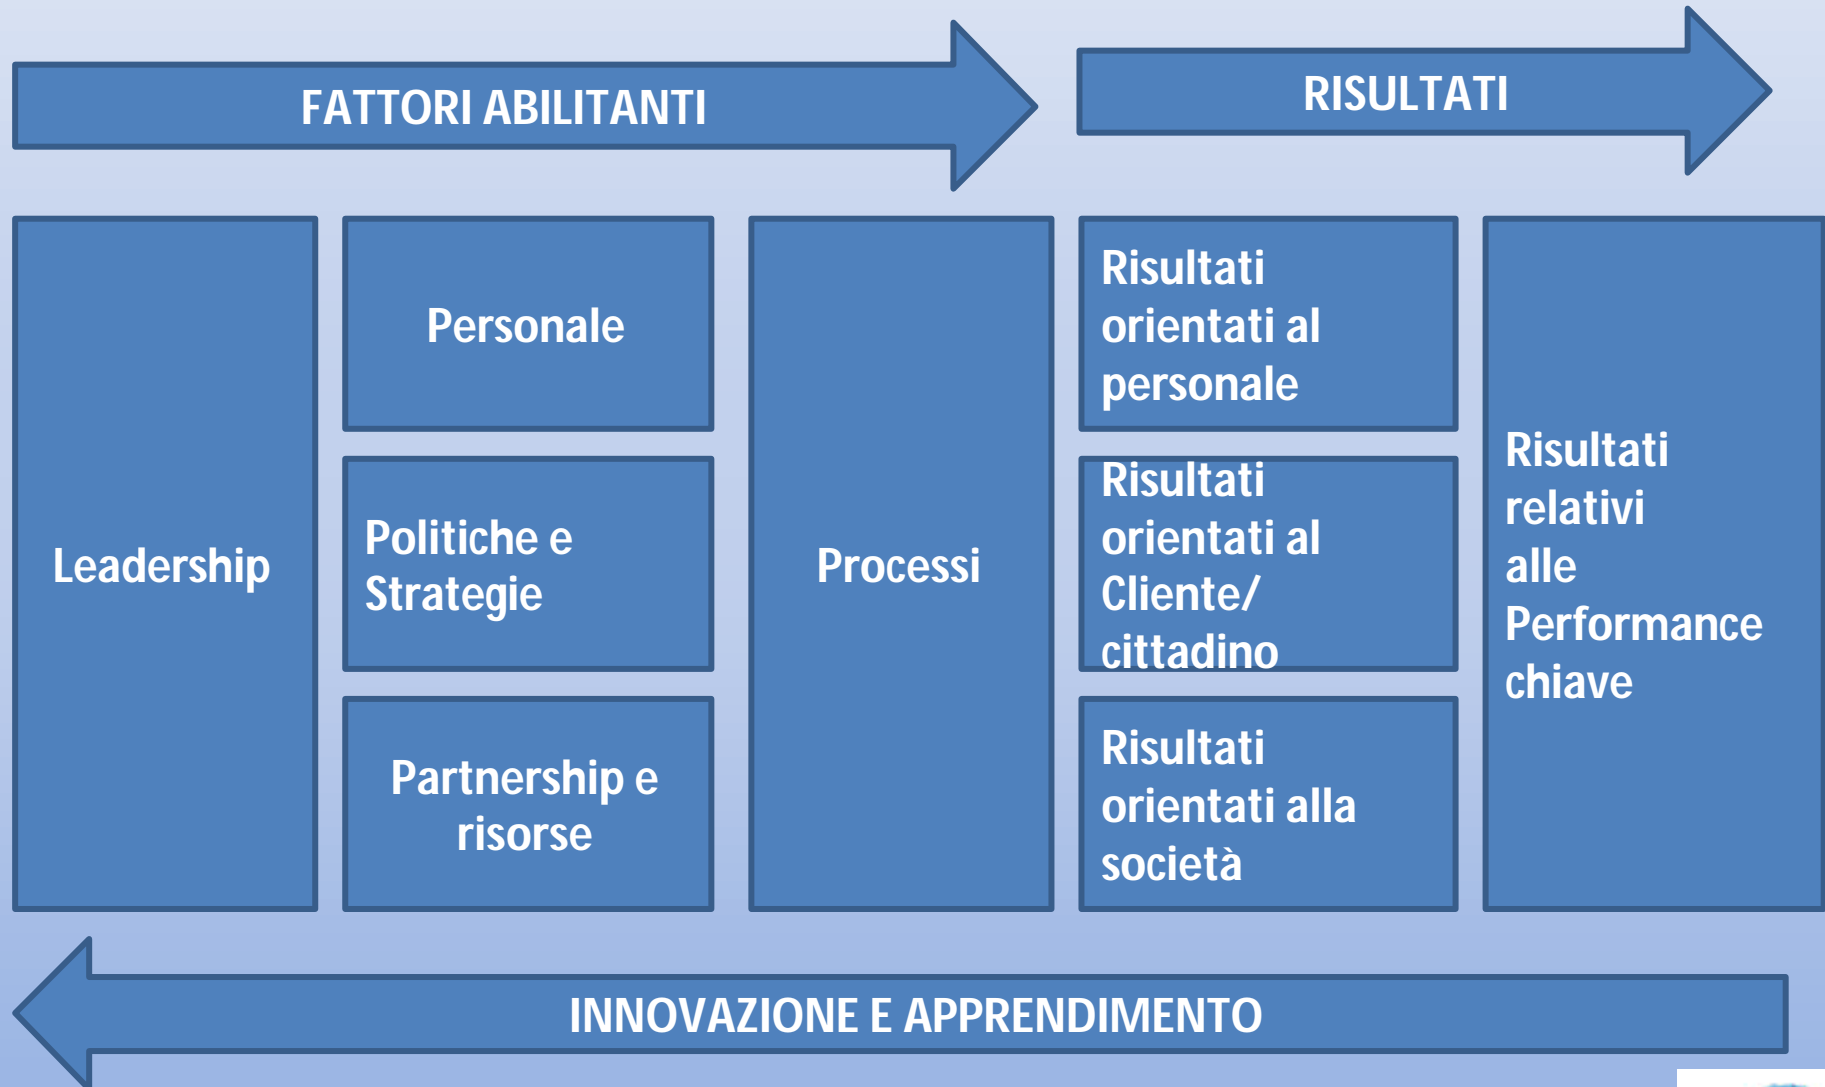 FATTORI ABILITANTI
RISULTATI
Leadership
Personale
Politiche e
Strategie
Partnership e
risorse
Processi
Risultati
orientati al
personale
Risultati
orientati al
Cliente/
cittadino
Risultati
orientati alla
società
Risultati
relativi
alle
Performance
chiave
INNOVAZIONE E APPRENDIMENTO